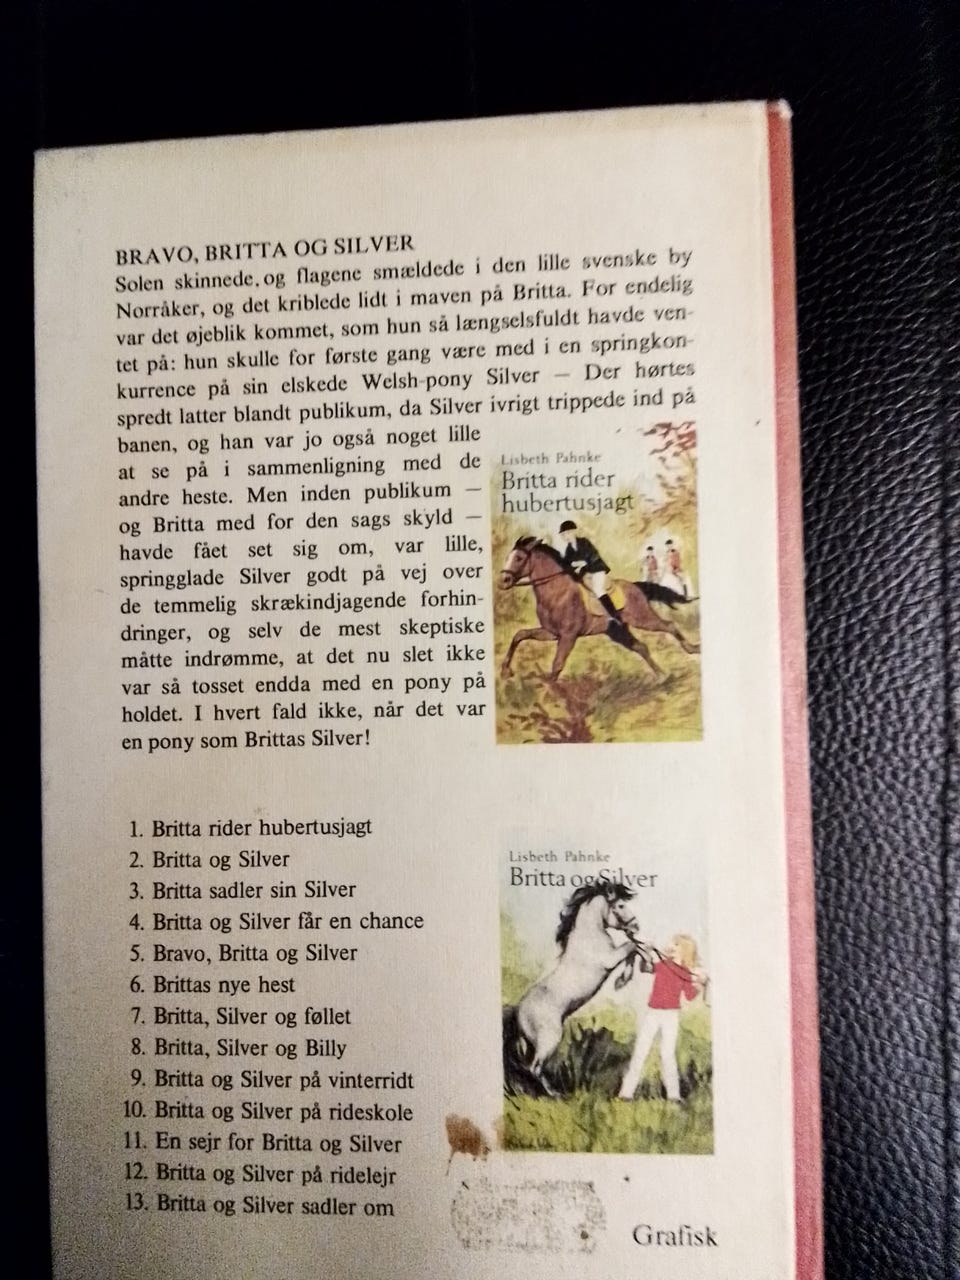 BRAVO, BRITTA OG SILVER
Solen skinnede, og flagene smældede i den lille svenske by
Norråker, og det kriblede lidt i maven på Britta. For endelig
var det øjeblik kommet, som hun så længselsfuldt havde ven-
tet på: hun skulle for første gang være med i en springkon-
kurrence på sin elskede Welsh-pony Silver — Der hørtes
spredt latter blandt publikum, da Silver ivrigt trippede ind på
banen, og han var jo også noget lille
at se på i sammenligning med de
andre heste. Men inden publikum —
og Britta med for den sags skyld —
havde fået set sig om, var lille,
springglade Silver godt på vej over
de temmelig skrækindjagende forhin-
dringer, og selv de mest skeptiske
måtte indrømme, at det nu slet ikke
var så tosset endda med en pony på
holdet. I hvert fald ikke, når det var
en pony som Brittas Silver!
Lisbeth Pahnke
Britta rider
hubertusjagt
1. Britta rider hubertusjagt
2. Britta og Silver
3. Britta sadler sin Silver
4. Britta og Silver får en chance
5. Bravo, Britta og Silver
6. Brittas nye hest
7. Britta, Silver og føllet
8. Britta, Silver og Billy
9. Britta og Silver på vinterridt
10. Britta og Silver på rideskole
11. En sejr for Britta og Silver
12. Britta og Silver på ridelejr
13. Britta og Silver sadler om
Lisbeth Pahnke
Britta og Silver
Grafisk